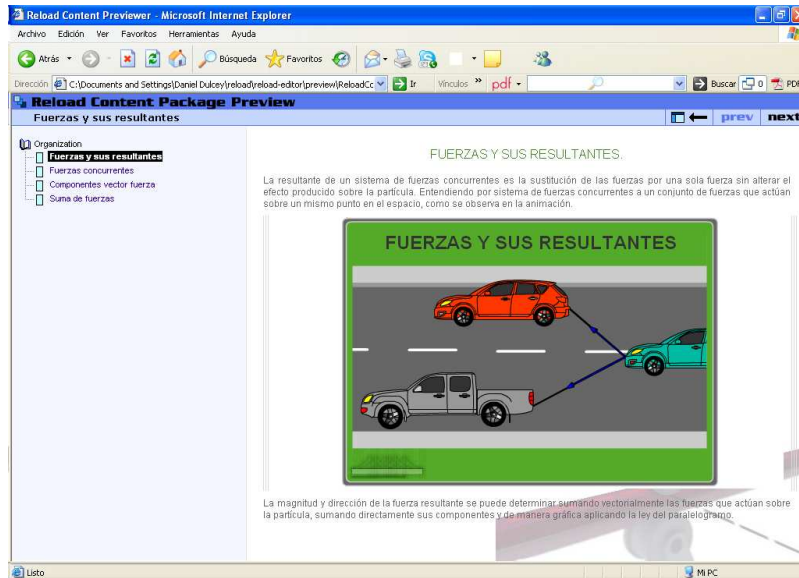 Reload Content Previewer - Microsoft Internet Explorer
Archivo Edición Ver Favoritos Herramientas Ayuda
Atrás Búsqueda Favoritos
Dirección C:\Documents and Settings\Daniel Dulcey\reload\reload-editor\preview\ReloadCc Ir Vínculos » pdf Buscar 0 PDF
Reload Content Package Preview
Fuerzas y sus resultantes prev next
Organization
Fuerzas y sus resultantes
Fuerzas concurrentes
Componentes vector fuerza
Suma de fuerzas
FUERZAS Y SUS RESULTANTES.
La resultante de un sistema de fuerzas concurrentes es la sustitución de las fuerzas por una sola fuerza sin alterar el
efecto producido sobre la partícula. Entendiendo por sistema de fuerzas concurrentes a un conjunto de fuerzas que actúan
sobre un mismo punto en el espacio, como se observa en la animación.
FUERZAS Y SUS RESULTANTES
La magnitud y dirección de la fuerza resultante se puede determinar sumando vectorialmente las fuerzas que actúan sobre
la partícula, sumando directamente sus componentes y de manera gráfica aplicando la ley del paralelogramo.
Listo Mi PC